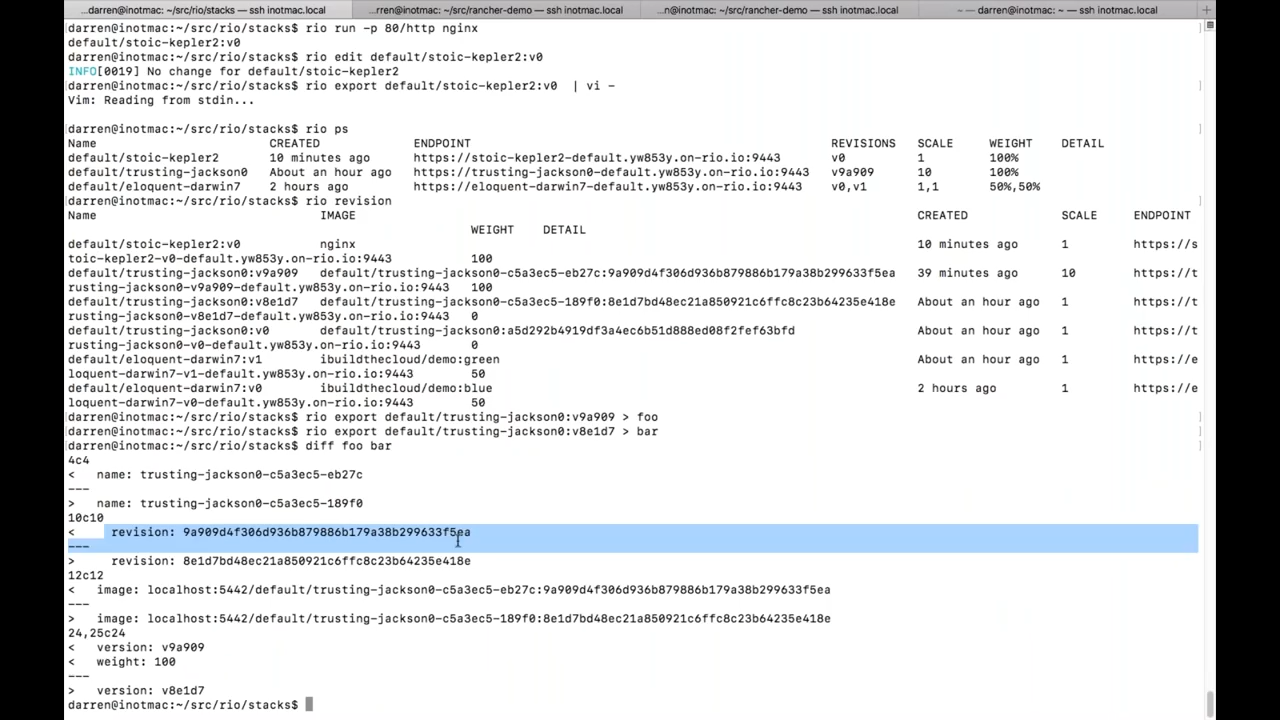 ...darren@inotmac: ~/src/rio/stacks — ssh inotmac.local
...rren@inotmac: ~/src/rancher-demo — ssh inotmac.local
...n@inotmac: ~/src/rancher-demo — ssh inotmac.local
~ — darren@inotmac: ~ — ssh inotmac.local
darren@inotmac:~/src/rio/stacks$ rio run -p 80/http nginx
default/stoic-kepler2:v0
darren@inotmac:~/src/rio/stacks$ rio edit default/stoic-kepler2:v0
INFO[0019] No change for default/stoic-kepler2
darren@inotmac:~/src/rio/stacks$ rio export default/stoic-kepler2:v0  | vi -
Vim: Reading from stdin...
darren@inotmac:~/src/rio/stacks$ rio ps
Name CREATED ENDPOINT REVISIONS SCALE WEIGHT DETAIL
default/stoic-kepler2 10 minutes ago https://stoic-kepler2-default.yw853y.on-rio.io:9443 v0 1 100%
default/trusting-jackson0 About an hour ago https://trusting-jackson0-default.yw853y.on-rio.io:9443 v9a909 10 100%
default/eloquent-darwin7 2 hours ago https://eloquent-darwin7-default.yw853y.on-rio.io:9443 v0,v1 1,1 50%,50%
darren@inotmac:~/src/rio/stacks$ rio revision
Name IMAGE CREATED SCALE ENDPOINT
WEIGHT DETAIL
default/stoic-kepler2:v0 nginx 10 minutes ago 1 https://s
toic-kepler2-v0-default.yw853y.on-rio.io:9443 100
default/trusting-jackson0:v9a909 default/trusting-jackson0-c5a3ec5-eb27c:9a909d4f306d936b879886b179a38b299633f5ea 39 minutes ago 10 https://t
rusting-jackson0-v9a909-default.yw853y.on-rio.io:9443 100
default/trusting-jackson0:v8e1d7 default/trusting-jackson0-c5a3ec5-189f0:8e1d7bd48ec21a850921c6ffc8c23b64235e418e About an hour ago 1 https://t
rusting-jackson0-v8e1d7-default.yw853y.on-rio.io:9443 0
default/trusting-jackson0:v0 default/trusting-jackson0:a5d292b4919df3a4ec6b51d888ed08f2fef63bfd About an hour ago 1 https://t
rusting-jackson0-v0-default.yw853y.on-rio.io:9443 0
default/eloquent-darwin7:v1 ibuildthecloud/demo:green About an hour ago 1 https://e
loquent-darwin7-v1-default.yw853y.on-rio.io:9443 50
default/eloquent-darwin7:v0 ibuildthecloud/demo:blue 2 hours ago 1 https://e
loquent-darwin7-v0-default.yw853y.on-rio.io:9443 50
darren@inotmac:~/src/rio/stacks$ rio export default/trusting-jackson0:v9a909 > foo
darren@inotmac:~/src/rio/stacks$ rio export default/trusting-jackson0:v8e1d7 > bar
darren@inotmac:~/src/rio/stacks$ diff foo bar
4c4
<   name: trusting-jackson0-c5a3ec5-eb27c
---
>   name: trusting-jackson0-c5a3ec5-189f0
10c10
<     revision: 9a909d4f306d936b879886b179a38b299633f5ea
---
>     revision: 8e1d7bd48ec21a850921c6ffc8c23b64235e418e
12c12
<   image: localhost:5442/default/trusting-jackson0-c5a3ec5-eb27c:9a909d4f306d936b879886b179a38b299633f5ea
---
>   image: localhost:5442/default/trusting-jackson0-c5a3ec5-189f0:8e1d7bd48ec21a850921c6ffc8c23b64235e418e
24,25c24
<   version: v9a909
<   weight: 100
---
>   version: v8e1d7
darren@inotmac:~/src/rio/stacks$